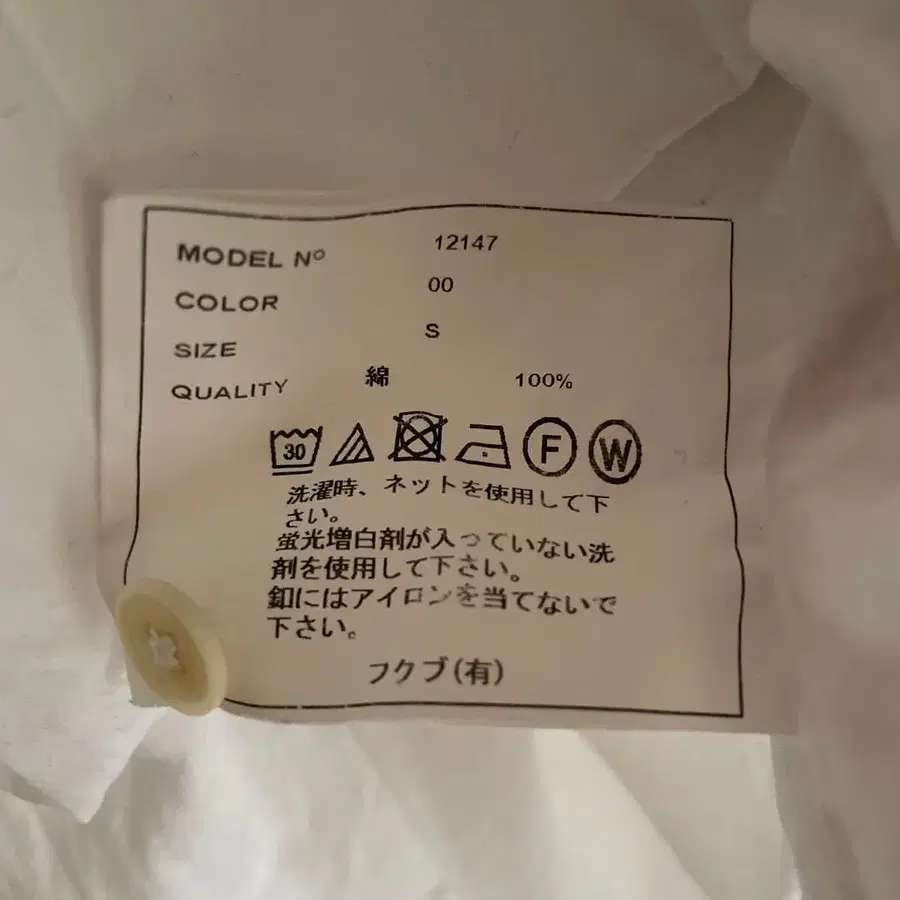 MODEL Nº 12147
COLOR 00
SIZE S
QUALITY 綿 100%
30 F W
洗濯時、ネットを使用して下
さい。
蛍光増白剤が入っていない洗
剤を使用して下さい。
釦にはアイロンを当てないで
下さい。
フクブ(有)